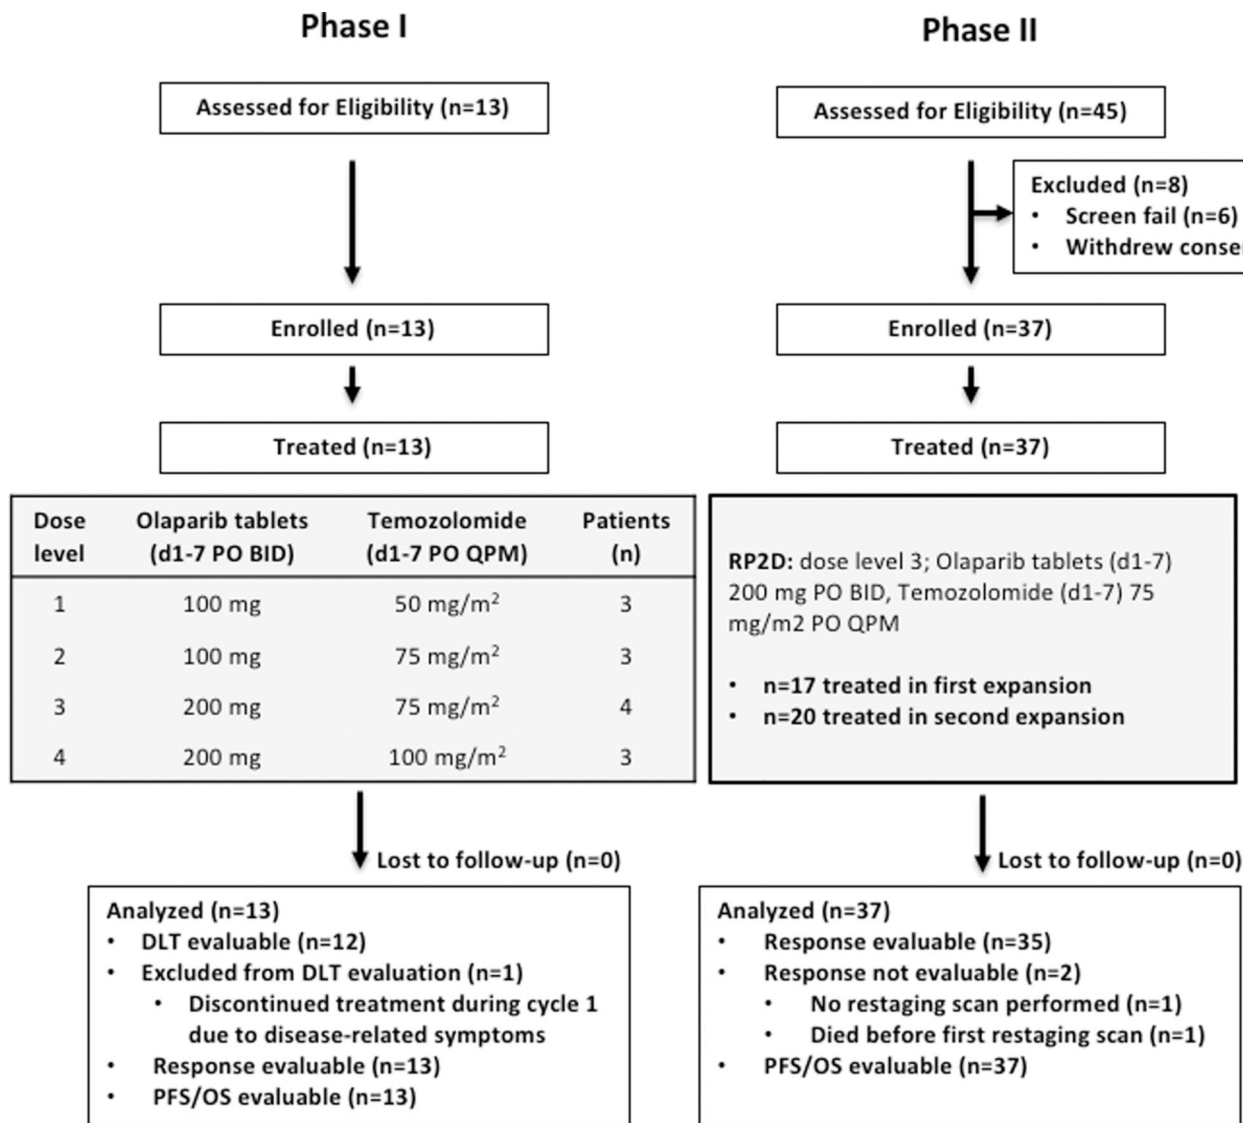 Phase I
Assessed for Eligibility (n=13)
Enrolled (n=13)
Treated (n=13)
Dose level	Olaparib tablets (d1-7 PO BID)	Temozolomide (d1-7 PO QPM)	Patients (n)
1	100 mg	50 mg/m²	3
2	100 mg	75 mg/m²	3
3	200 mg	75 mg/m²	4
4	200 mg	100 mg/m²	3
Lost to follow-up (n=0)
Analyzed (n=13)
• DLT evaluable (n=12)
• Excluded from DLT evaluation (n=1)
• Discontinued treatment during cycle 1
due to disease-related symptoms
• Response evaluable (n=13)
• PFS/OS evaluable (n=13)
Phase II
Assessed for Eligibility (n=45)
Excluded (n=8)
• Screen fail (n=6)
• Withdrew
Enrolled (n=37)
Treated (n=37)
RP2D: dose level 3; Olaparib tablets (d1-7)
200 mg PO BID, Temozolomide (d1-7) 75
mg/m2 PO QPM
• n=17 treated in first expansion
• n=20 treated in second expansion
Lost to follow-up (n=0)
Analyzed (n=37)
• Response evaluable (n=35)
• Response not evaluable (n=2)
• No restaging scan performed (n=1)
• Died before first restaging scan (n=1)
• PFS/OS evaluable (n=37)